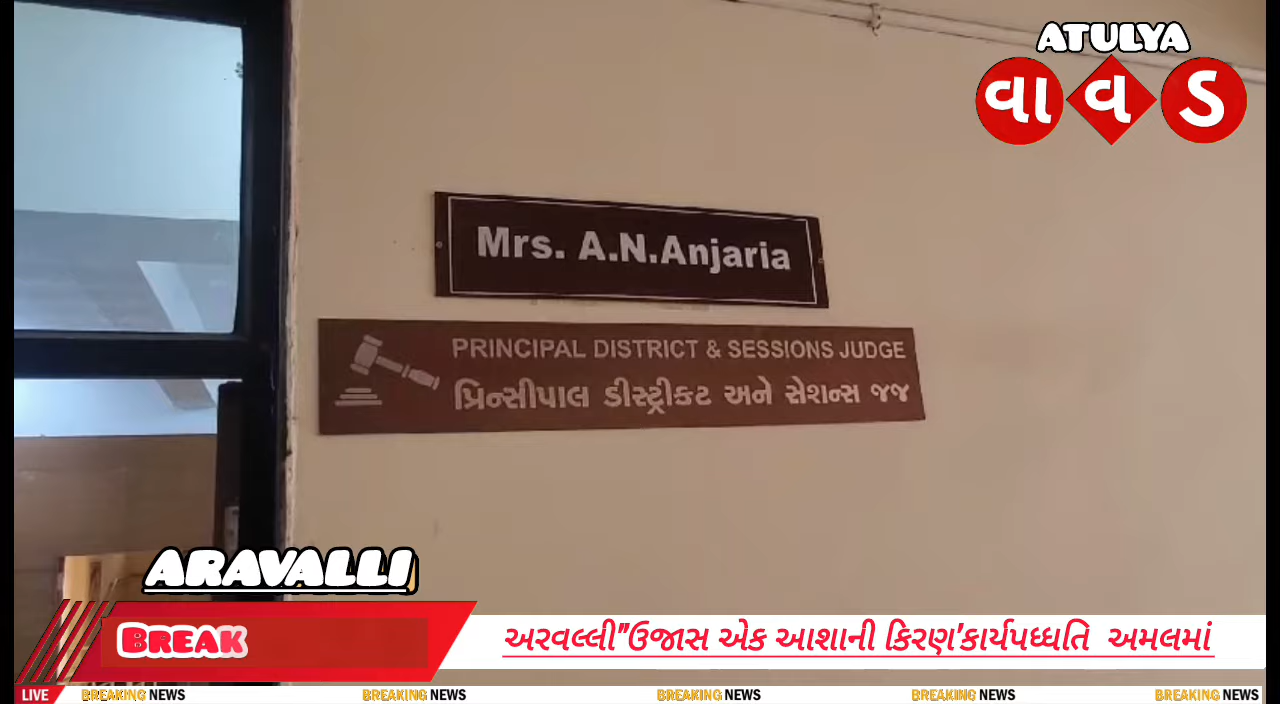 ATULYA
વાવડ
Mrs. A.N.Anjaria
PRINCIPAL DISTRICT & SESSIONS JUDGE
પ્રિન્સીપાલ ડીસ્ટ્રીકટ અને સેશન્સ જજ
ARAVALLI
BREAK
અરવલ્લી"ઉજાસ એક આશાની કિરણ'કાર્યપધ્ધતિ અમલમાં
LIVE BREAKING NEWS BREAKING NEWS BREAKING NEWS BREAKING NEWS BREAKING NEWS